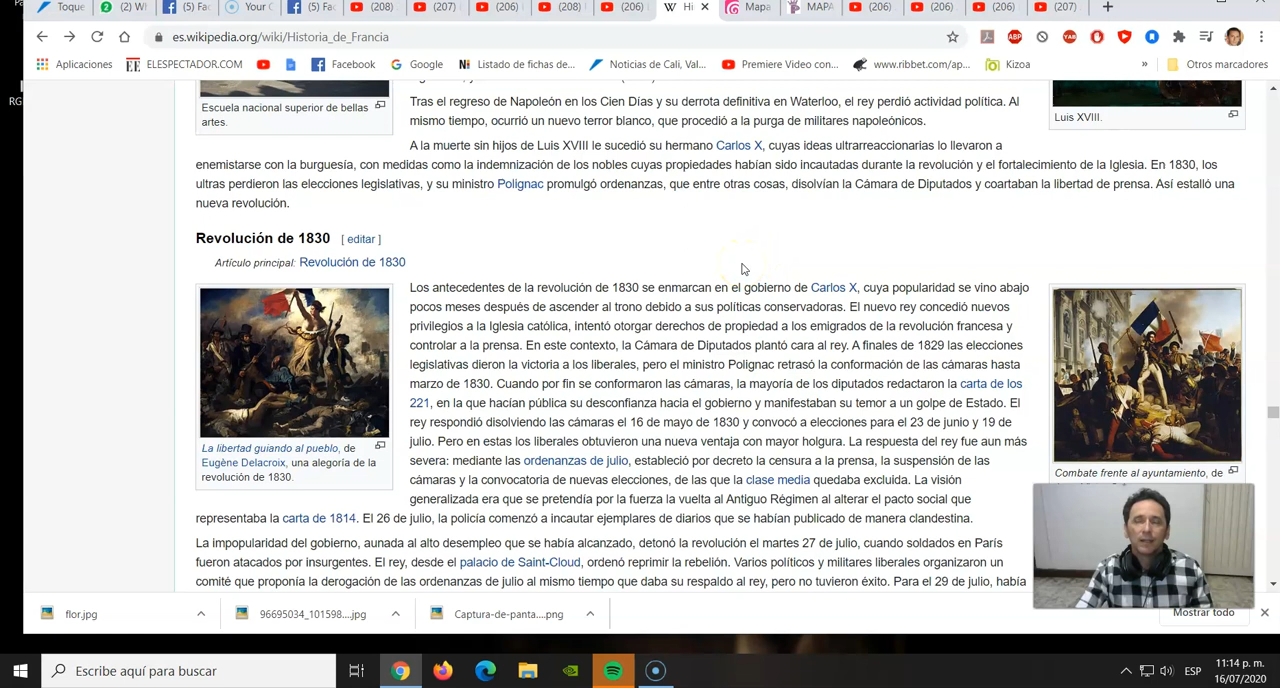 Toque
(2) W
(5) Fa
Your C
(5) Fa
(208)
(207)
(206)
(208)
(206)
Hi
Mapa
MAPA
(206)
(206)
(206)
(207)
es.wikipedia.org/wiki/Historia_de_Francia
Aplicaciones
ELESPECTADOR.COM
Facebook
Google
Listado de fichas de...
Noticias de Cali, Val...
Premiere Video con...
www.ribbet.com/ap...
Kizoa
»
Otros marcadores
RG
Escuela nacional superior de bellas
artes.
Tras el regreso de Napoleón en los Cien Días y su derrota definitiva en Waterloo, el rey perdió actividad política. Al
mismo tiempo, ocurrió un nuevo terror blanco, que procedió a la purga de militares napoleónicos.
Luis XVIII.
A la muerte sin hijos de Luis XVIII le sucedió su hermano Carlos X, cuyas ideas ultrarreaccionarias lo llevaron a
enemistarse con la burguesía, con medidas como la indemnización de los nobles cuyas propiedades habían sido incautadas durante la revolución y el fortalecimiento de la Iglesia. En 1830, los
ultras perdieron las elecciones legislativas, y su ministro Polignac promulgó ordenanzas, que entre otras cosas, disolvían la Cámara de Diputados y coartaban la libertad de prensa. Así estalló una
nueva revolución.
Revolución de 1830 [ editar ]
Artículo principal: Revolución de 1830
Los antecedentes de la revolución de 1830 se enmarcan en el gobierno de Carlos X, cuya popularidad se vino abajo
pocos meses después de ascender al trono debido a sus políticas conservadoras. El nuevo rey concedió nuevos
privilegios a la Iglesia católica, intentó otorgar derechos de propiedad a los emigrados de la revolución francesa y
controlar a la prensa. En este contexto, la Cámara de Diputados plantó cara al rey. A finales de 1829 las elecciones
legislativas dieron la victoria a los liberales, pero el ministro Polignac retrasó la conformación de las cámaras hasta
marzo de 1830. Cuando por fin se conformaron las cámaras, la mayoría de los diputados redactaron la carta de los
221, en la que hacían pública su desconfianza hacia el gobierno y manifestaban su temor a un golpe de Estado. El
rey respondió disolviendo las cámaras el 16 de mayo de 1830 y convocó a elecciones para el 23 de junio y 19 de
julio. Pero en estas los liberales obtuvieron una nueva ventaja con mayor holgura. La respuesta del rey fue aun más
severa: mediante las ordenanzas de julio, estableció por decreto la censura a la prensa, la suspensión de las
cámaras y la convocatoria de nuevas elecciones, de las que la clase media quedaba excluida. La visión
generalizada era que se pretendía por la fuerza la vuelta al Antiguo Régimen al alterar el pacto social que
representaba la carta de 1814. El 26 de julio, la policía comenzó a incautar ejemplares de diarios que se habían publicado de manera clandestina.
La libertad guiando al pueblo, de
Eugène Delacroix, una alegoría de la
revolución de 1830.
Combate frente al ayuntamiento, de
La impopularidad del gobierno, aunada al alto desempleo que se había alcanzado, detonó la revolución el martes 27 de julio, cuando soldados en París
fueron atacados por insurgentes. El rey, desde el palacio de Saint-Cloud, ordenó reprimir la rebelión. Varios políticos y militares liberales organizaron un
comité que proponía la derogación de las ordenanzas de julio al mismo tiempo que daba su respaldo al rey, pero no tuvieron éxito. Para el 29 de julio, había
flor.jpg
96695034_101598....jpg
Captura-de-panta....png
Mostrar todo
Escribe aquí para buscar
ESP
11:14 p. m.
16/07/2020